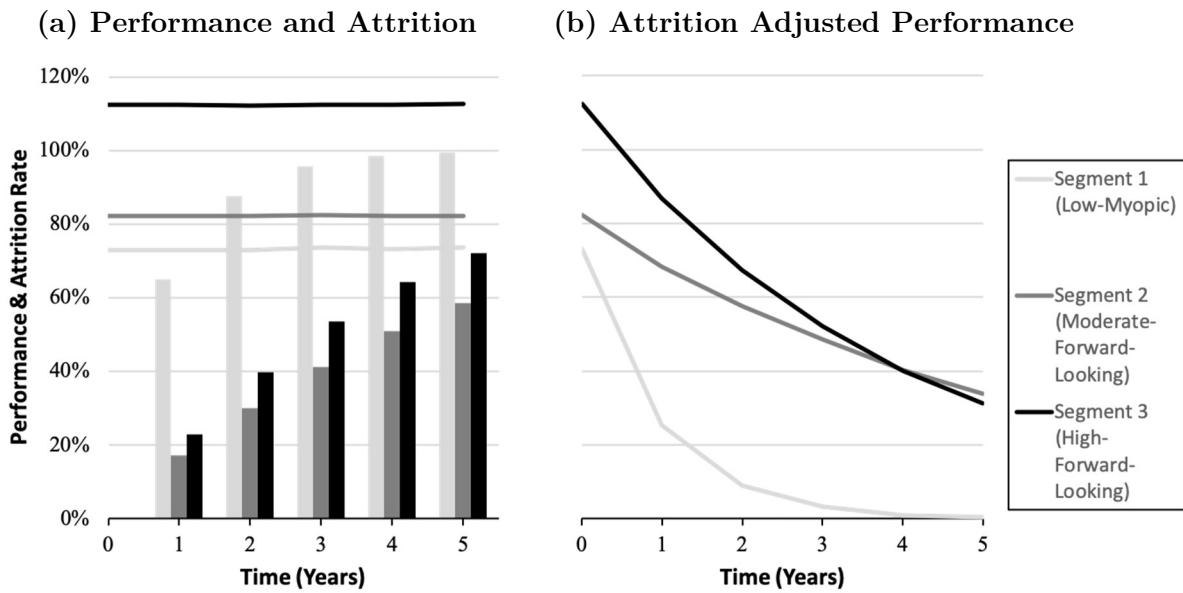 (a) Performance and Attrition
(b) Attrition Adjusted Performance
Performance & Attrition Rate
120%
100%
80%
60%
40%
20%
0%
0 1 2 3 4 5
Time (Years)
0 1 2 3 4 5
Time (Years)
Segment 1
(Low-Myopic)
Segment 2
(Moderate-
Forward-
Looking)
Segment 3
(High-
Forward-
Looking)